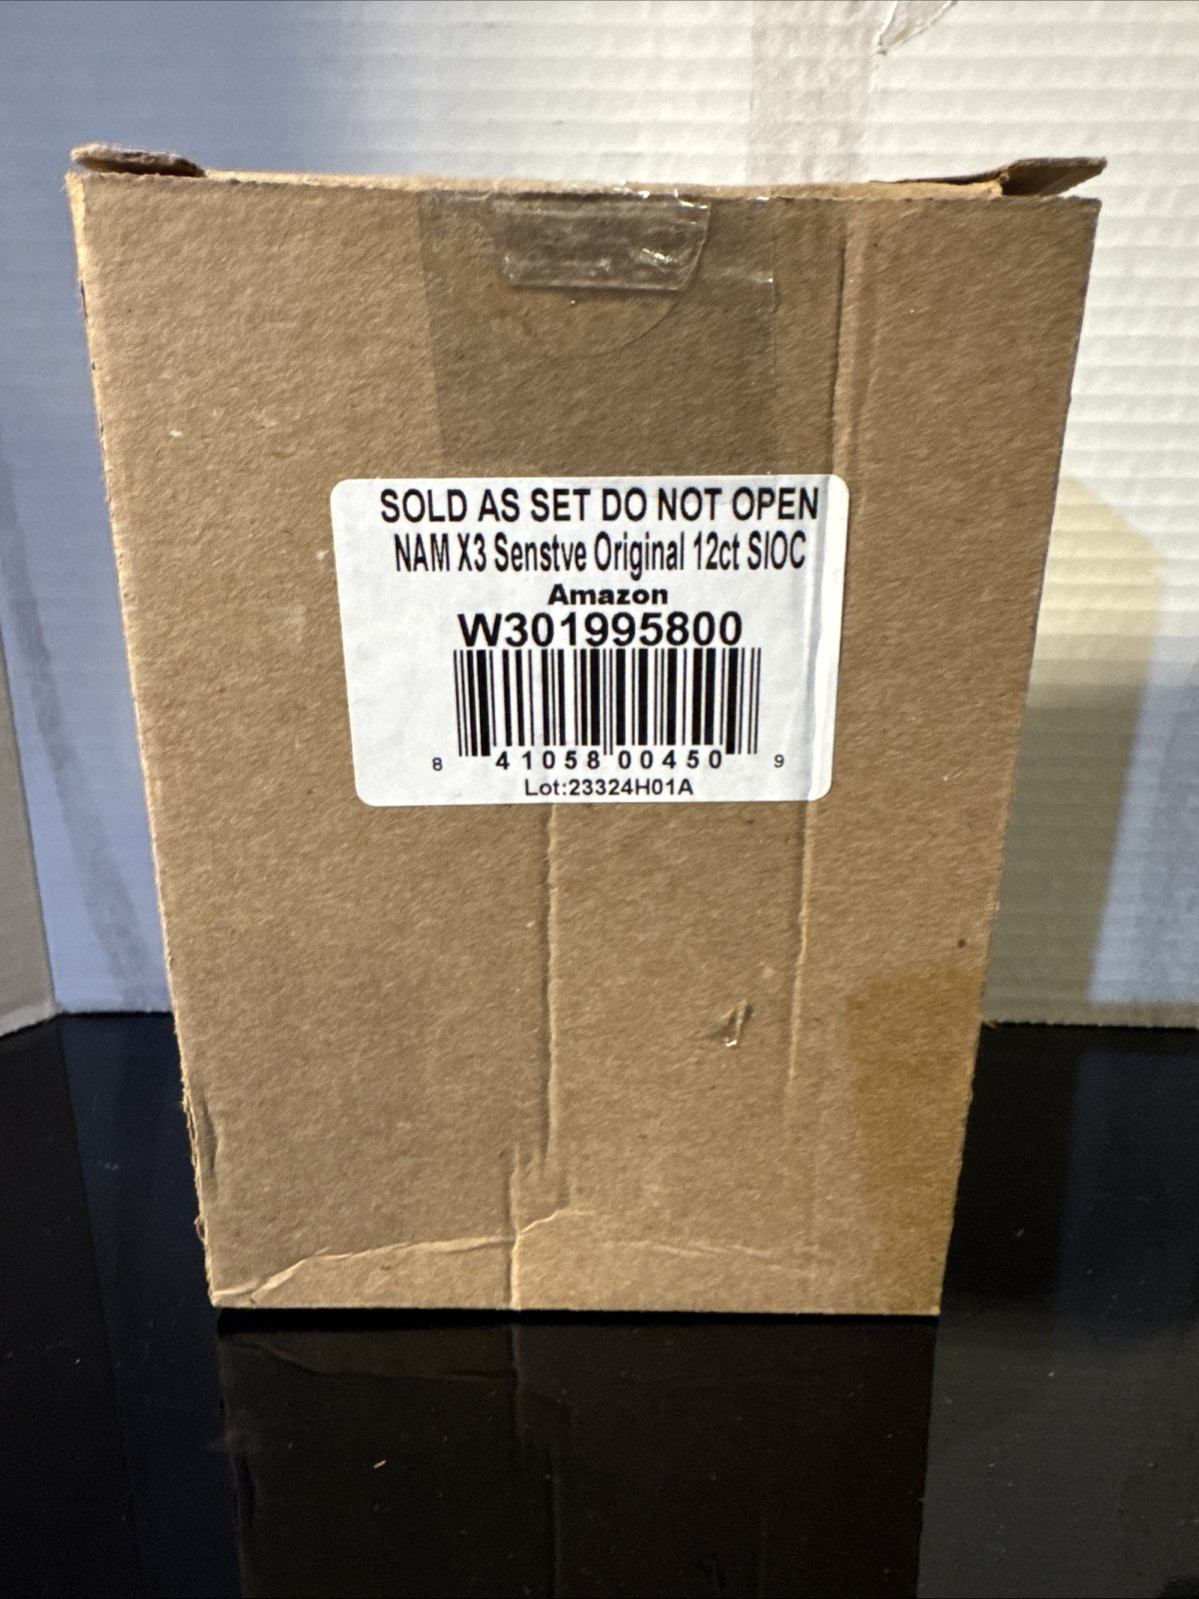 SOLD AS SET DO NOT OPEN
NAM X3 Senstve Original 12ct SIOC
Amazon
W301995800
8 41058 00450 9
Lot:23324H01A